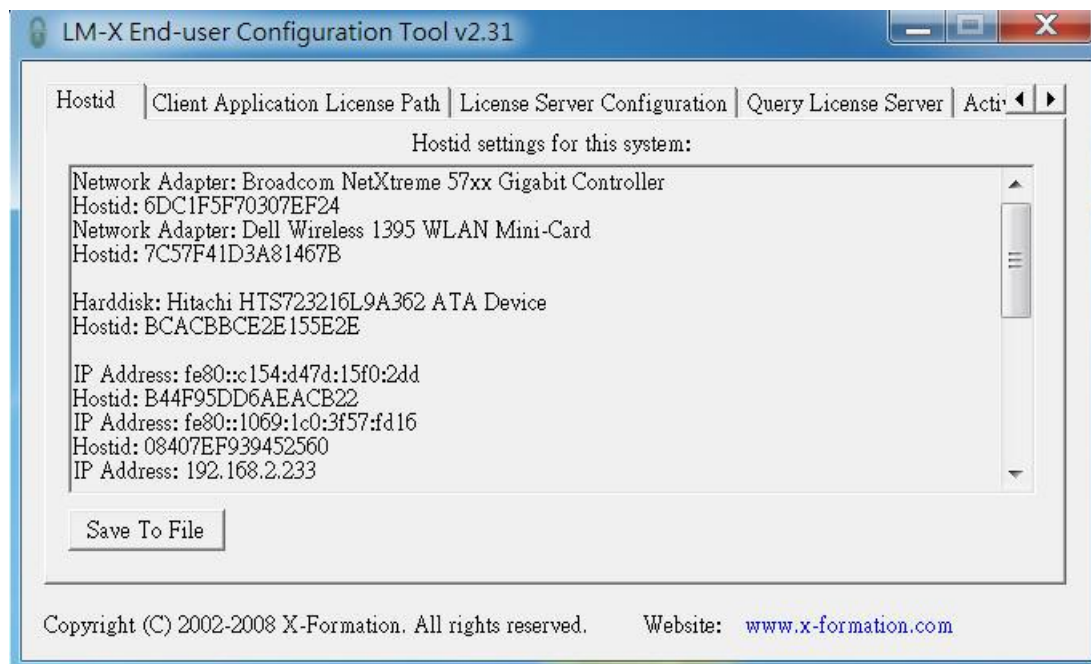 LM-X End-user Configuration Tool v2.31
Hostid Client Application License Path License Server Configuration Query License Server Acti
Hostid settings for this system:
Network Adapter: Broadcom NetXtreme 57xx Gigabit Controller
Hostid: 6DC1F5F70307EF24
Network Adapter: Dell Wireless 1395 WLAN Mini-Card
Hostid: 7C57F41D3A81467B
Harddisk: Hitachi HTS723216L9A362 ATA Device
Hostid: BCACBBCE2E155E2E
IP Address: fe80::c154:d47d:15f0:2dd
Hostid: B44F95DD6AEACB22
IP Address: fe80::1069:1c0:3f57:fd16
Hostid: 08407EF939452560
IP Address: 192.168.2.233
Save To File
Copyright (C) 2002-2008 X-Formation. All rights reserved. Website: www.x-formation.com